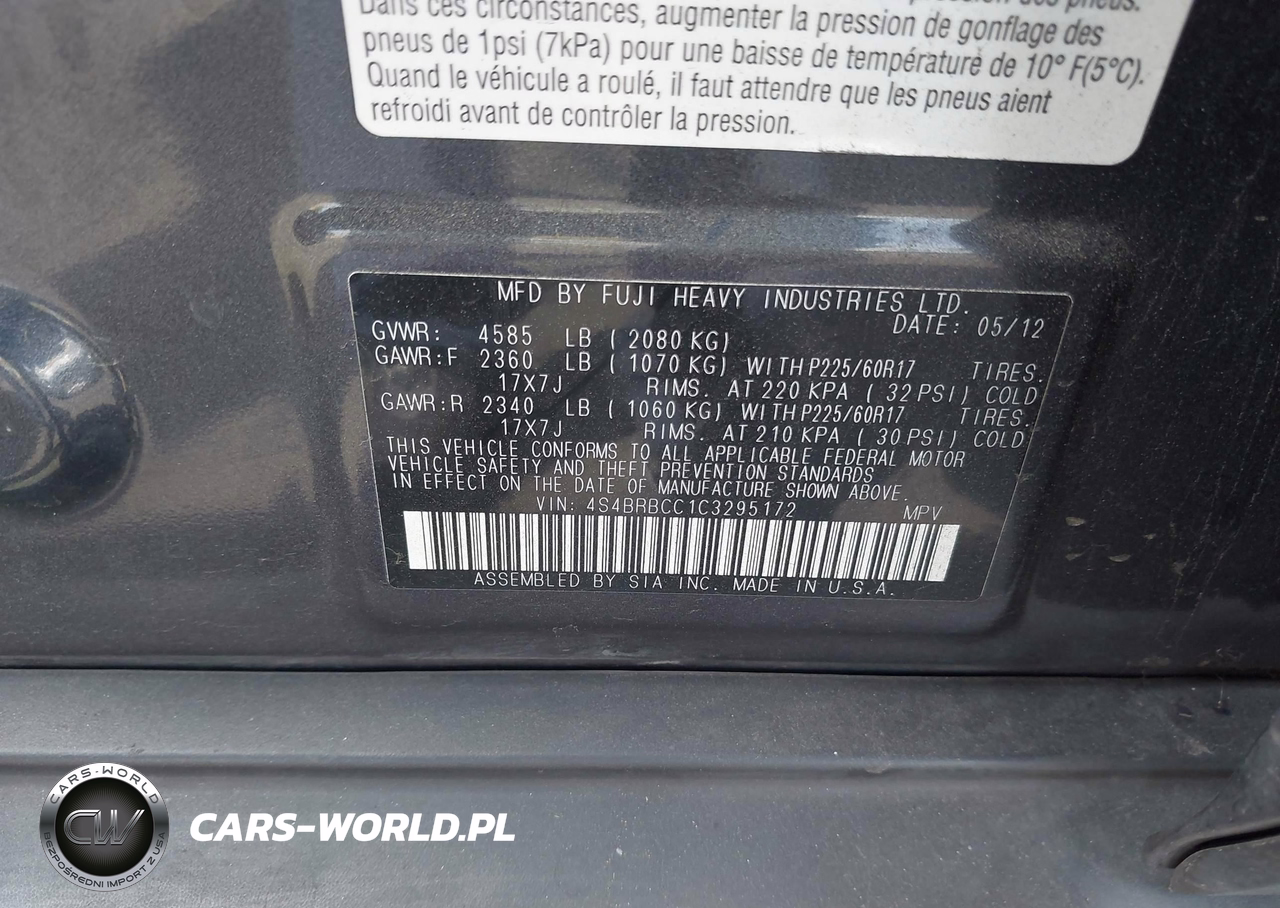 Dans ces circonstances, augmenter la pression de gonflage des
pneus de 1psi (7kPa) pour une baisse de température de 10° F(5°C).
Quand le véhicule a roulé, il faut attendre que les pneus aient
refroidi avant de contrôler la pression.
MFD BY FUJI HEAVY INDUSTRIES LTD.
DATE: 05/12
GVWR: 4585 LB ( 2080 KG)
GAWR:F 2360 LB ( 1070 KG) WITH P225/60R17 TIRES.
17X7J RIMS. AT 220 KPA ( 32 PSI) COLD
GAWR:R 2340 LB ( 1060 KG) WITH P225/60R17 TIRES.
17X7J RIMS. AT 210 KPA ( 30 PSI) COLD
THIS VEHICLE CONFORMS TO ALL APPLICABLE FEDERAL MOTOR
VEHICLE SAFETY AND THEFT PREVENTION STANDARDS
IN EFFECT ON THE DATE OF MANUFACTURE SHOWN ABOVE.
VIN: 4S4BRBCC1C3295172 MPV
ASSEMBLED BY SIA INC. MADE IN U.S.A.
CARS-WORLD
CW
BEZPOŚREDNI IMPORT Z USA
CARS-WORLD.PL